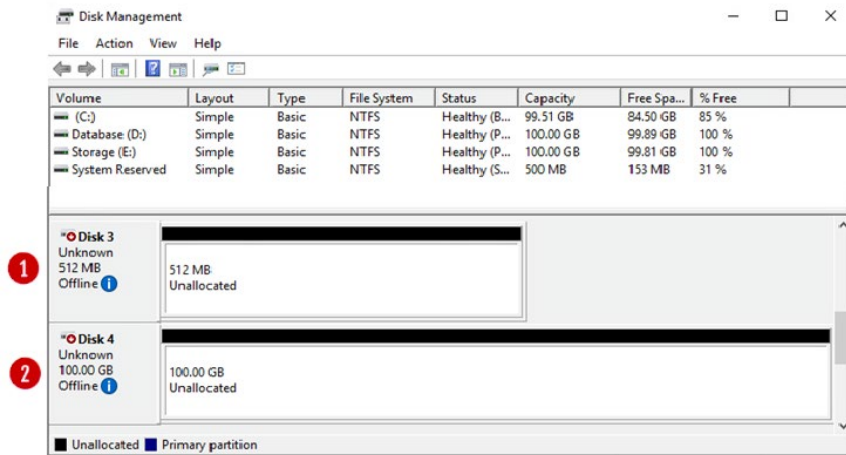 Disk Management
File Action View Help
Volume Layout Type File System Status Capacity Free Spa... % Free
(C:) Simple Basic NTFS Healthy (B... 99.51 GB 84.50 GB 85 %
Database (D:) Simple Basic NTFS Healthy (P... 100.00 GB 99.89 GB 100 %
Storage (E:) Simple Basic NTFS Healthy (P... 100.00 GB 99.81 GB 100 %
System Reserved Simple Basic NTFS Healthy (S... 500 MB 153 MB 31 %
1
Disk 3
Unknown
512 MB
Offline
512 MB
Unallocated
2
Disk 4
Unknown
100.00 GB
Offline
100.00 GB
Unallocated
Unallocated Primary partition